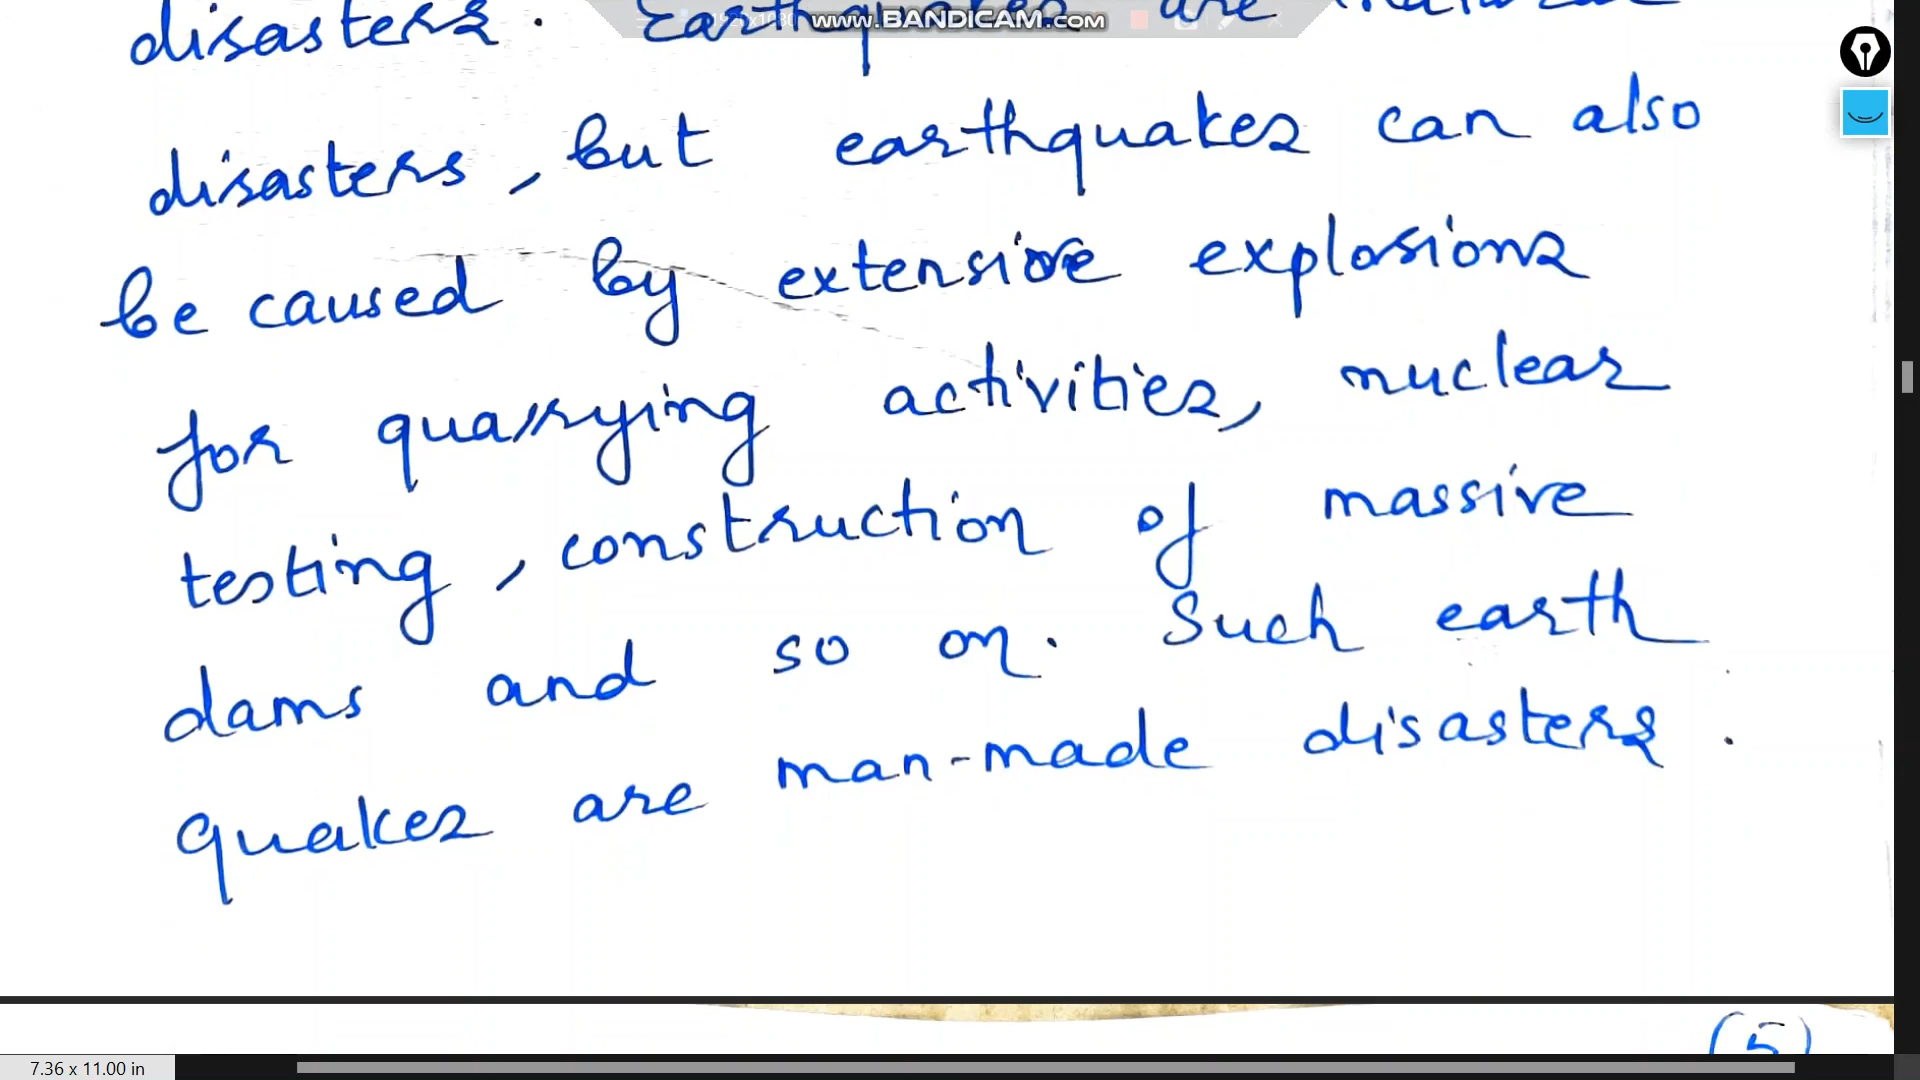 disasters. Earthquakes are natural
www.BANDICAM.com
disasters, but earthquakes can also
be caused by extensive explosions
for quarrying activities, nuclear
testing, construction of massive
dams and so on. Such earth
quakes are man-made disasters.
(5)
7.36 x 11.00 in